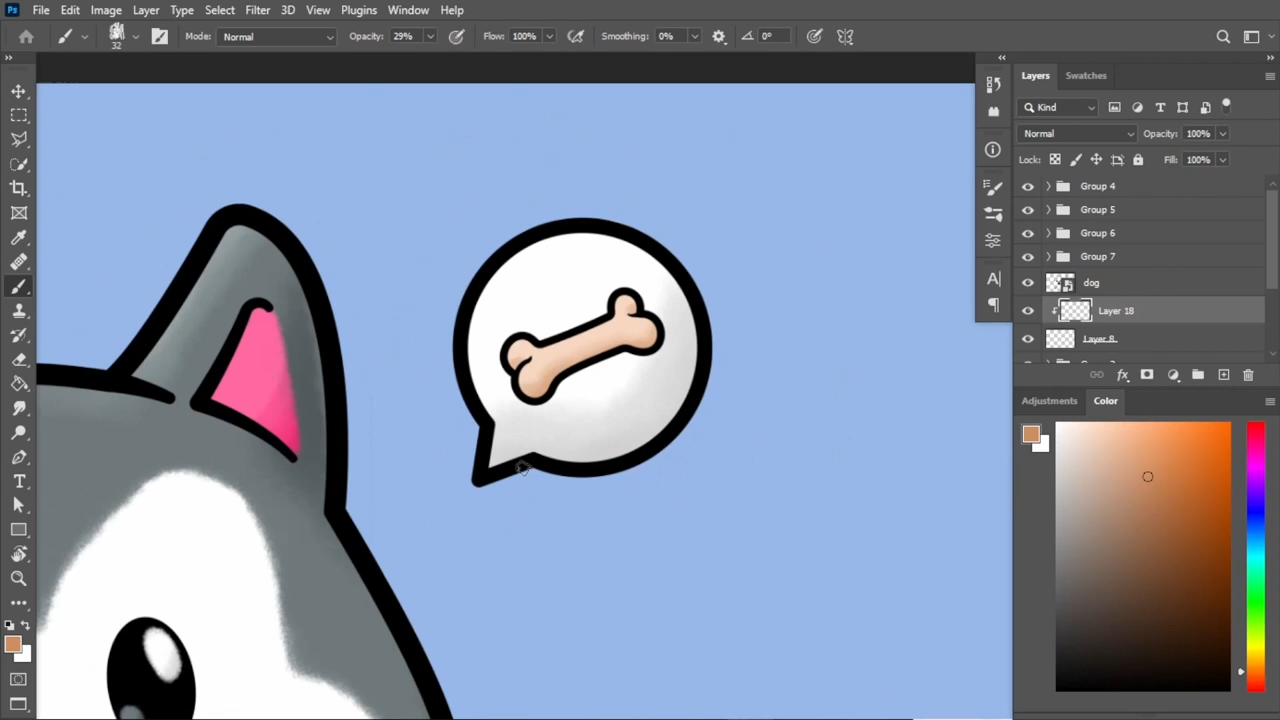 Ps File Edit Image Layer Type Select Filter 3D View Plugins Window Help
32 Mode: Normal Opacity: 29% Flow: 100% Smoothing: 0% 0°
Layers Swatches
Kind
Normal Opacity: 100%
Lock: Fill: 100%
Group 4
Group 5
Group 6
Group 7
dog
Layer 18
Layer 8
fx
Adjustments Color